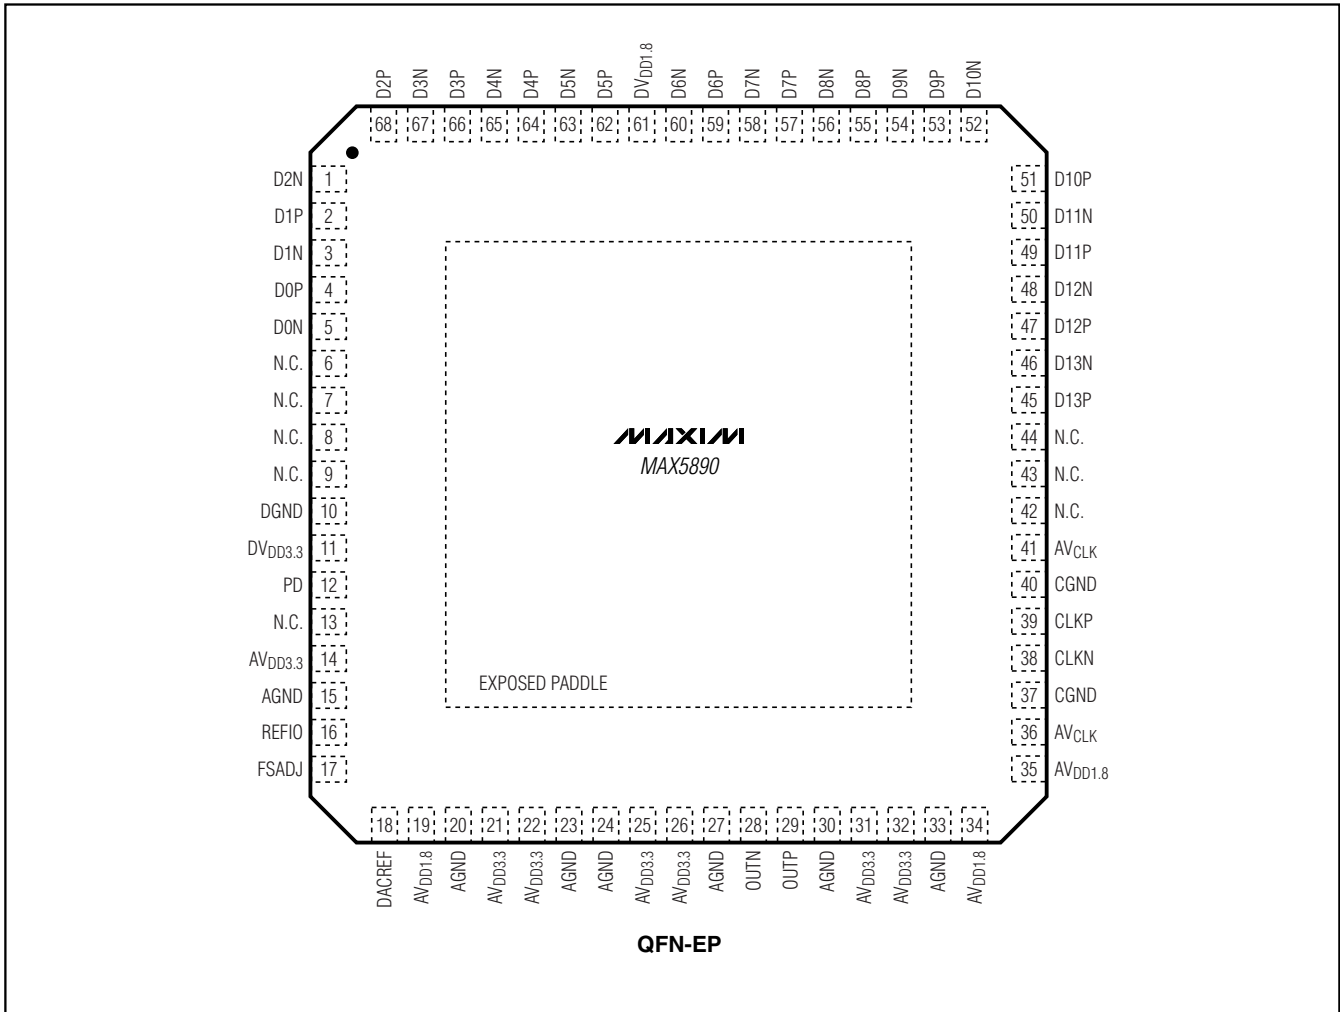 D2P D3N D3P D4N D4P D5N D5P DVDD1.8 D6N D6P D7N D7P D8N D8P D9N D9P D10N
68 67 66 65 64 63 62 61 60 59 58 57 56 55 54 53 52
D2N 1
D1P 2
D1N 3
D0P 4
D0N 5
N.C. 6
N.C. 7
N.C. 8
N.C. 9
DGND 10
DVDD3.3 11
PD 12
N.C. 13
AVDD3.3 14
AGND 15
REFIO 16
FSADJ 17
51 D10P
50 D11N
49 D11P
48 D12N
47 D12P
46 D13N
45 D13P
44 N.C.
43 N.C.
42 N.C.
41 AVCLK
40 CGND
39 CLKP
38 CLKN
37 CGND
36 AVCLK
35 AVDD1.8
MAXIM
MAX5890
EXPOSED PADDLE
18 19 20 21 22 23 24 25 26 27 28 29 30 31 32 33 34
DACREF AVDD1.8 AGND AVDD3.3 AVDD3.3 AGND AGND AVDD3.3 AVDD3.3 AGND OUTN OUTP AGND AVDD3.3 AVDD3.3 AGND AVDD1.8
QFN-EP